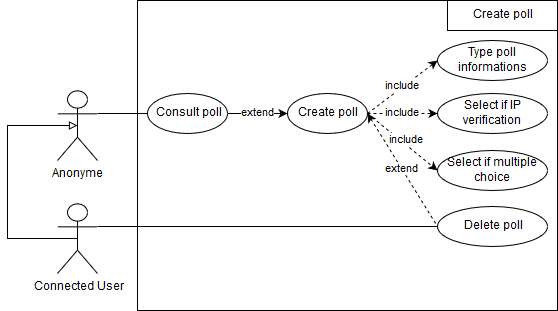 Create poll
Type poll
informations
include
Consult poll
extend
Create poll
include
Select if IP
verification
include
Select if multiple
choice
extend
Anonyme
Delete poll
Connected User